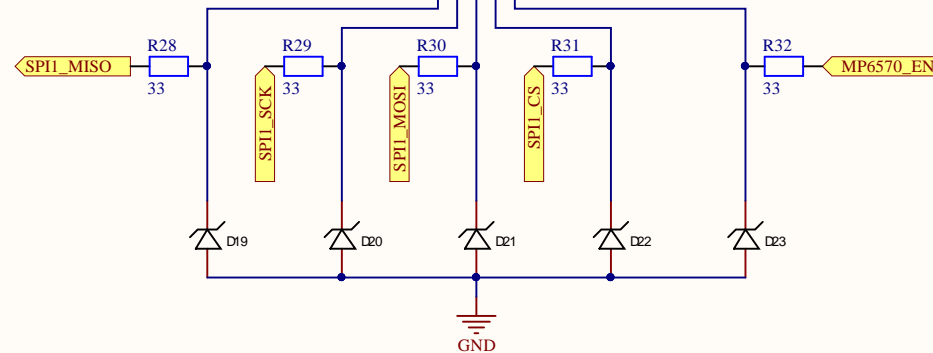 R28
R29
R30
R31
R32
SPI1_MISO
MP6570_EN
33
33
33
33
33
SPI1_SCK
SPI1_MOSI
SPI1_CS
D19
D20
D21
D22
D23
GND